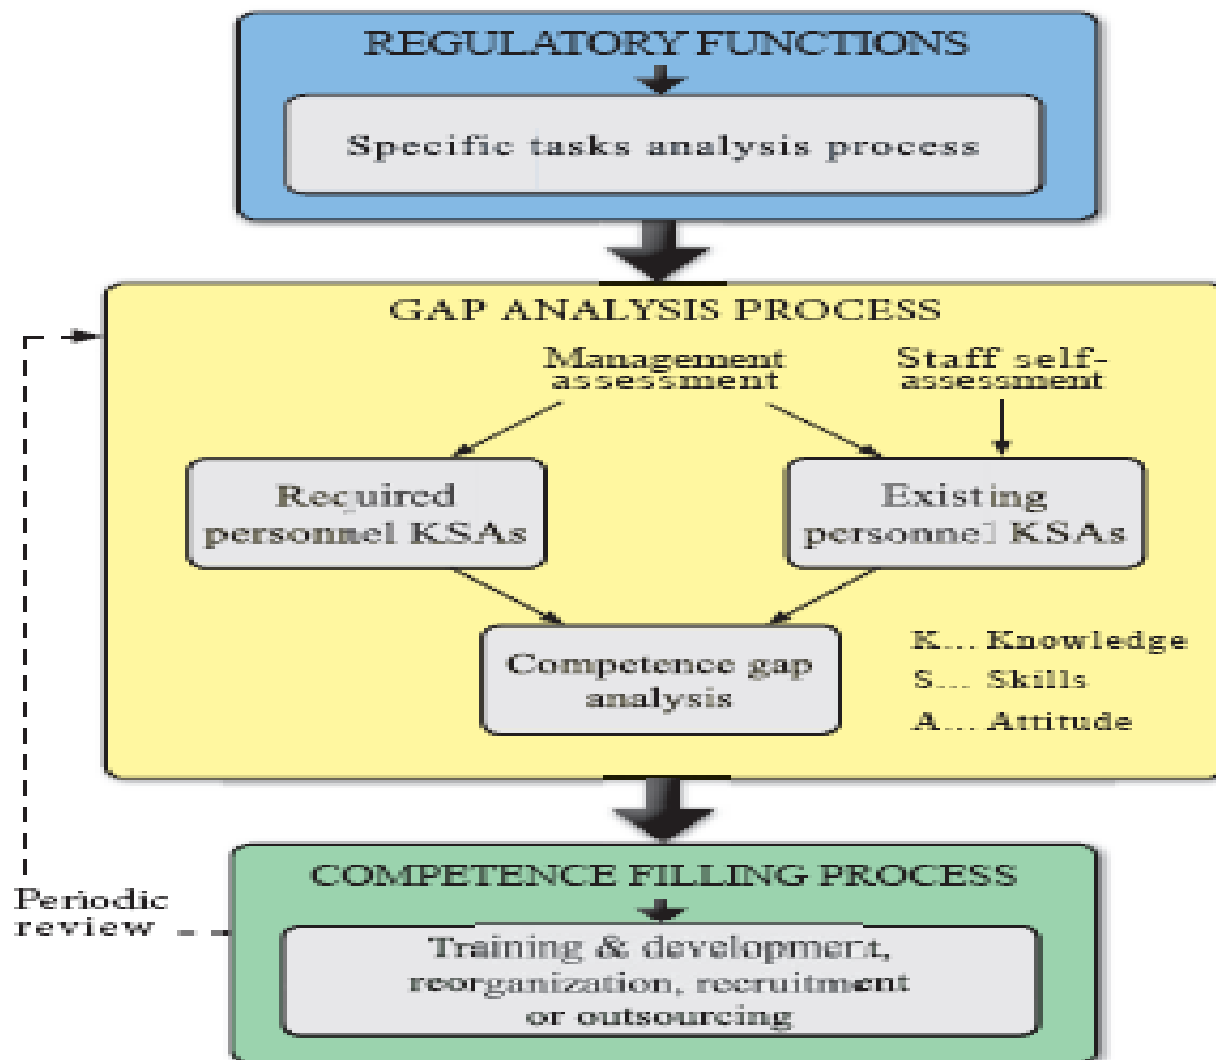 REGULATORY FUNCTIONS
Specific tasks analysis process
GAP ANALYSIS PROCESS
Management
assessment
Staff self-
assessment
Required
personnel KSAs
Existing
personnel KSAs
Competence gap
analysis
K... Knowledge
S... Skills
A... Attitude
COMPETENCE FILLING PROCESS
Periodic
review
Training & development,
reorganization, recruitment
or outsourcing